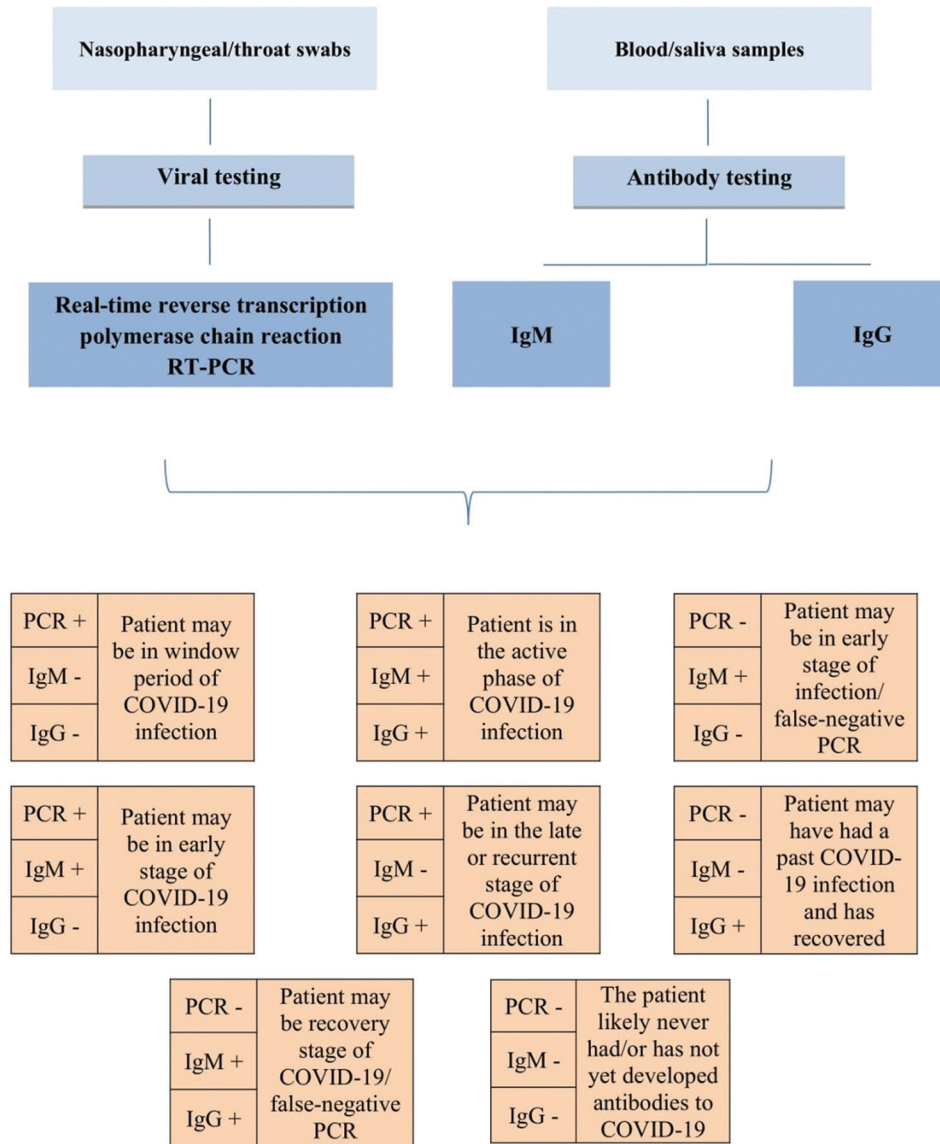 Nasopharyngeal/throat swabs
Blood/saliva samples
Viral testing
Antibody testing
Real-time reverse transcription
polymerase chain reaction
RT-PCR
IgM
IgG
PCR +
IgM -
IgG -
Patient may
be in window
period of
COVID-19
infection
PCR +
IgM +
IgG +
Patient is in
the active
phase of
COVID-19
infection
PCR -
IgM +
IgG -
Patient may
be in early
stage of
infection/
false-negative
PCR
PCR +
IgM +
IgG -
Patient may
be in early
stage of
COVID-19
infection
PCR +
IgM -
IgG +
Patient may
be in the late
or recurrent
stage of
COVID-19
infection
PCR -
IgM -
IgG +
Patient may
have had a
past COVID-
19 infection
and has
recovered
PCR -
IgM +
IgG +
Patient may
be recovery
stage of
COVID-19/
false-negative
PCR
PCR -
IgM -
IgG -
The patient
likely never
had/or has not
yet developed
antibodies to
COVID-19